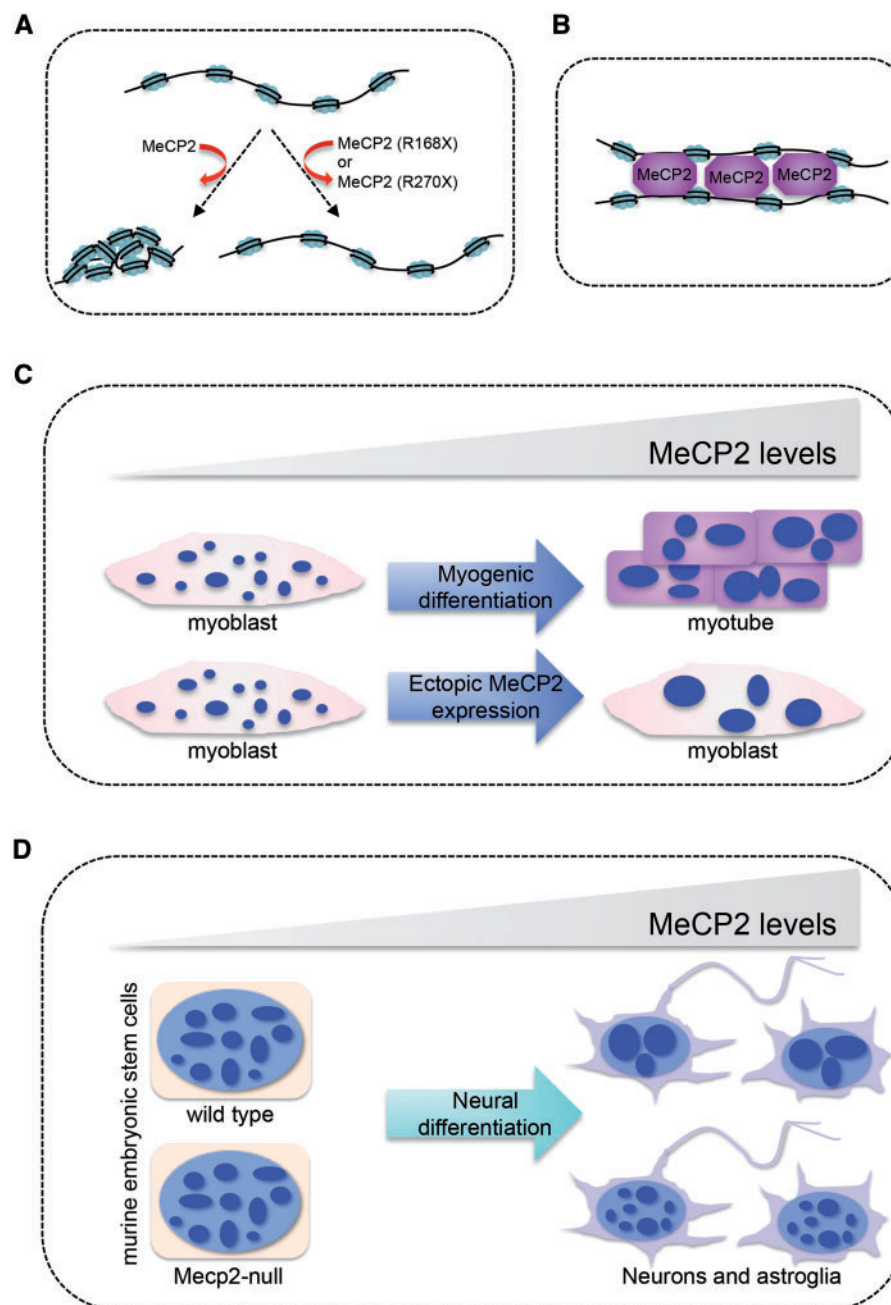 A
MeCP2
MeCP2 (R168X)
or
MeCP2 (R270X)
B
MeCP2
MeCP2
MeCP2
C
MeCP2 levels
myoblast
Myogenic
differentiation
myotube
myoblast
Ectopic MeCP2
expression
myoblast
D
MeCP2 levels
murine embryonic stem cells
wild type
Neural
differentiation
Mecp2-null
Neurons and astroglia